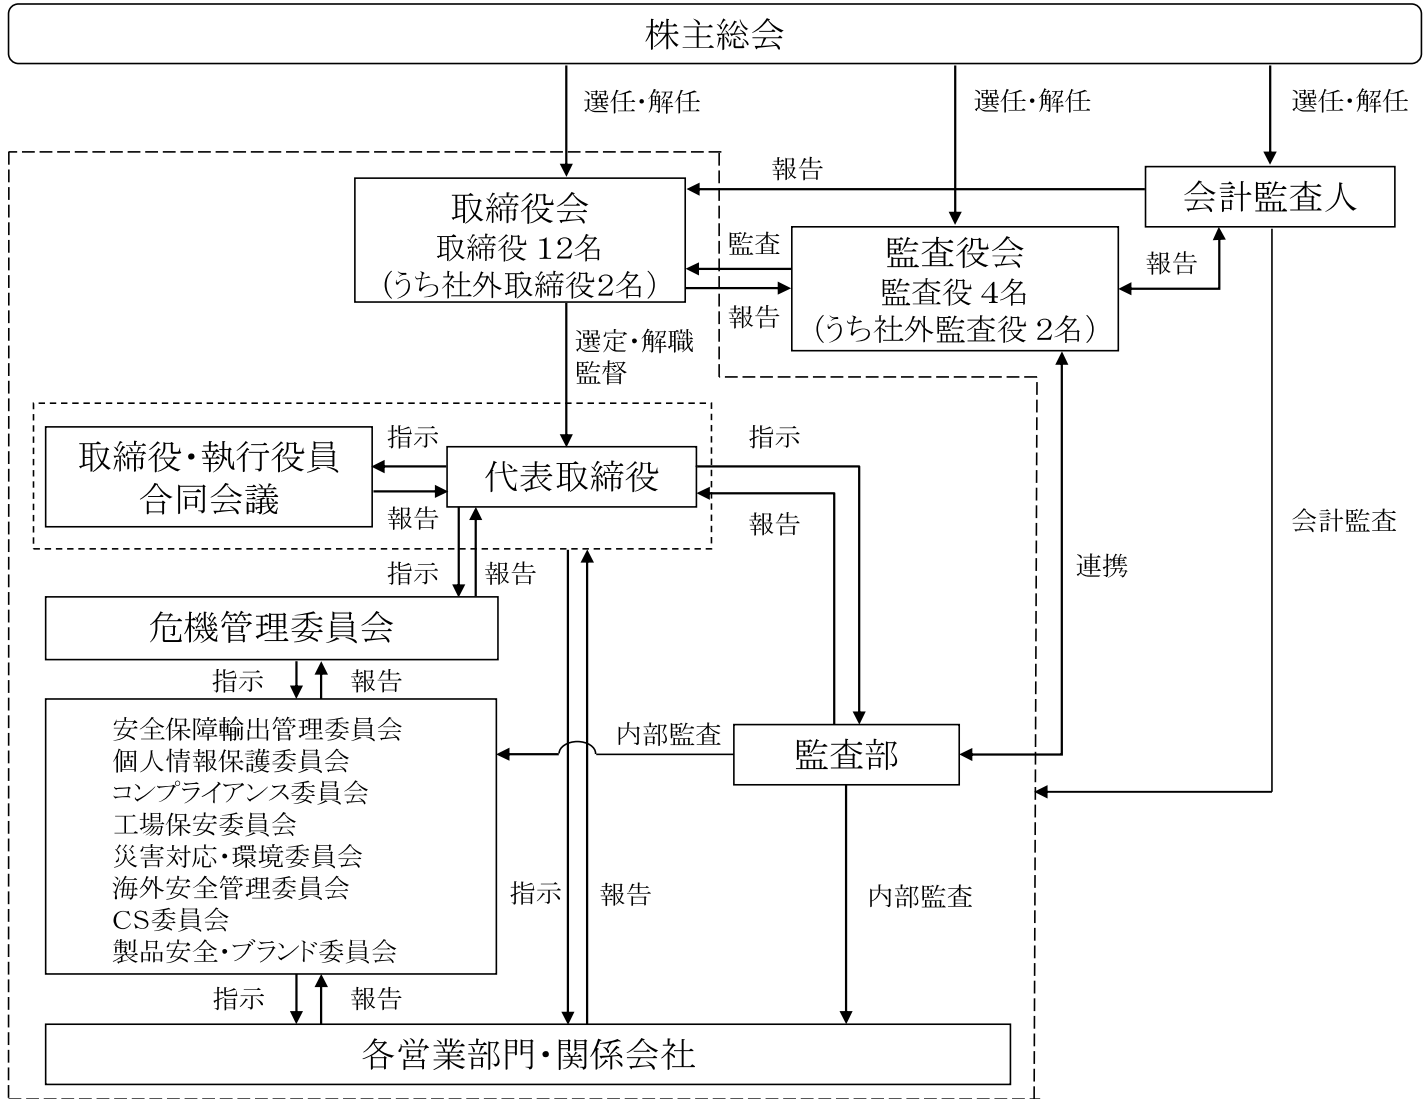 株主総会
選任・解任
選任・解任
選任・解任
報告
会計監査人
取締役会
取締役 12名
(うち社外取締役2名)
監査
報告
監査役会
監査役 4名
(うち社外監査役 2名)
報告
選定・解職
監督
取締役・執行役員
合同会議
指示
報告
代表取締役
指示
報告
会計監査
連携
指示
報告
危機管理委員会
指示
報告
安全保障輸出管理委員会
個人情報保護委員会
コンプライアンス委員会
工場保安委員会
災害対応・環境委員会
海外安全管理委員会
CS委員会
製品安全・ブランド委員会
内部監査
監査部
指示
報告
内部監査
指示
報告
各営業部門・関係会社